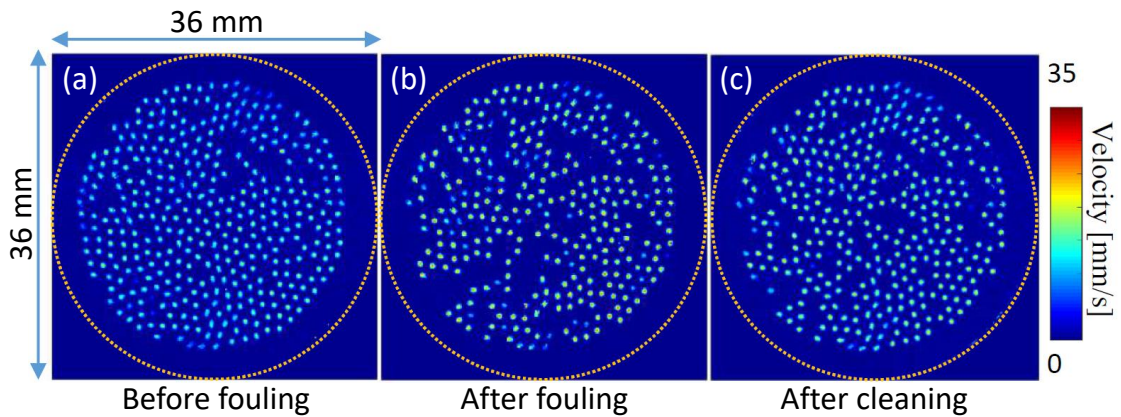 36 mm
36 mm
(a)
(b)
(c)
35
Velocity [mm/s]
0
Before fouling
After fouling
After cleaning